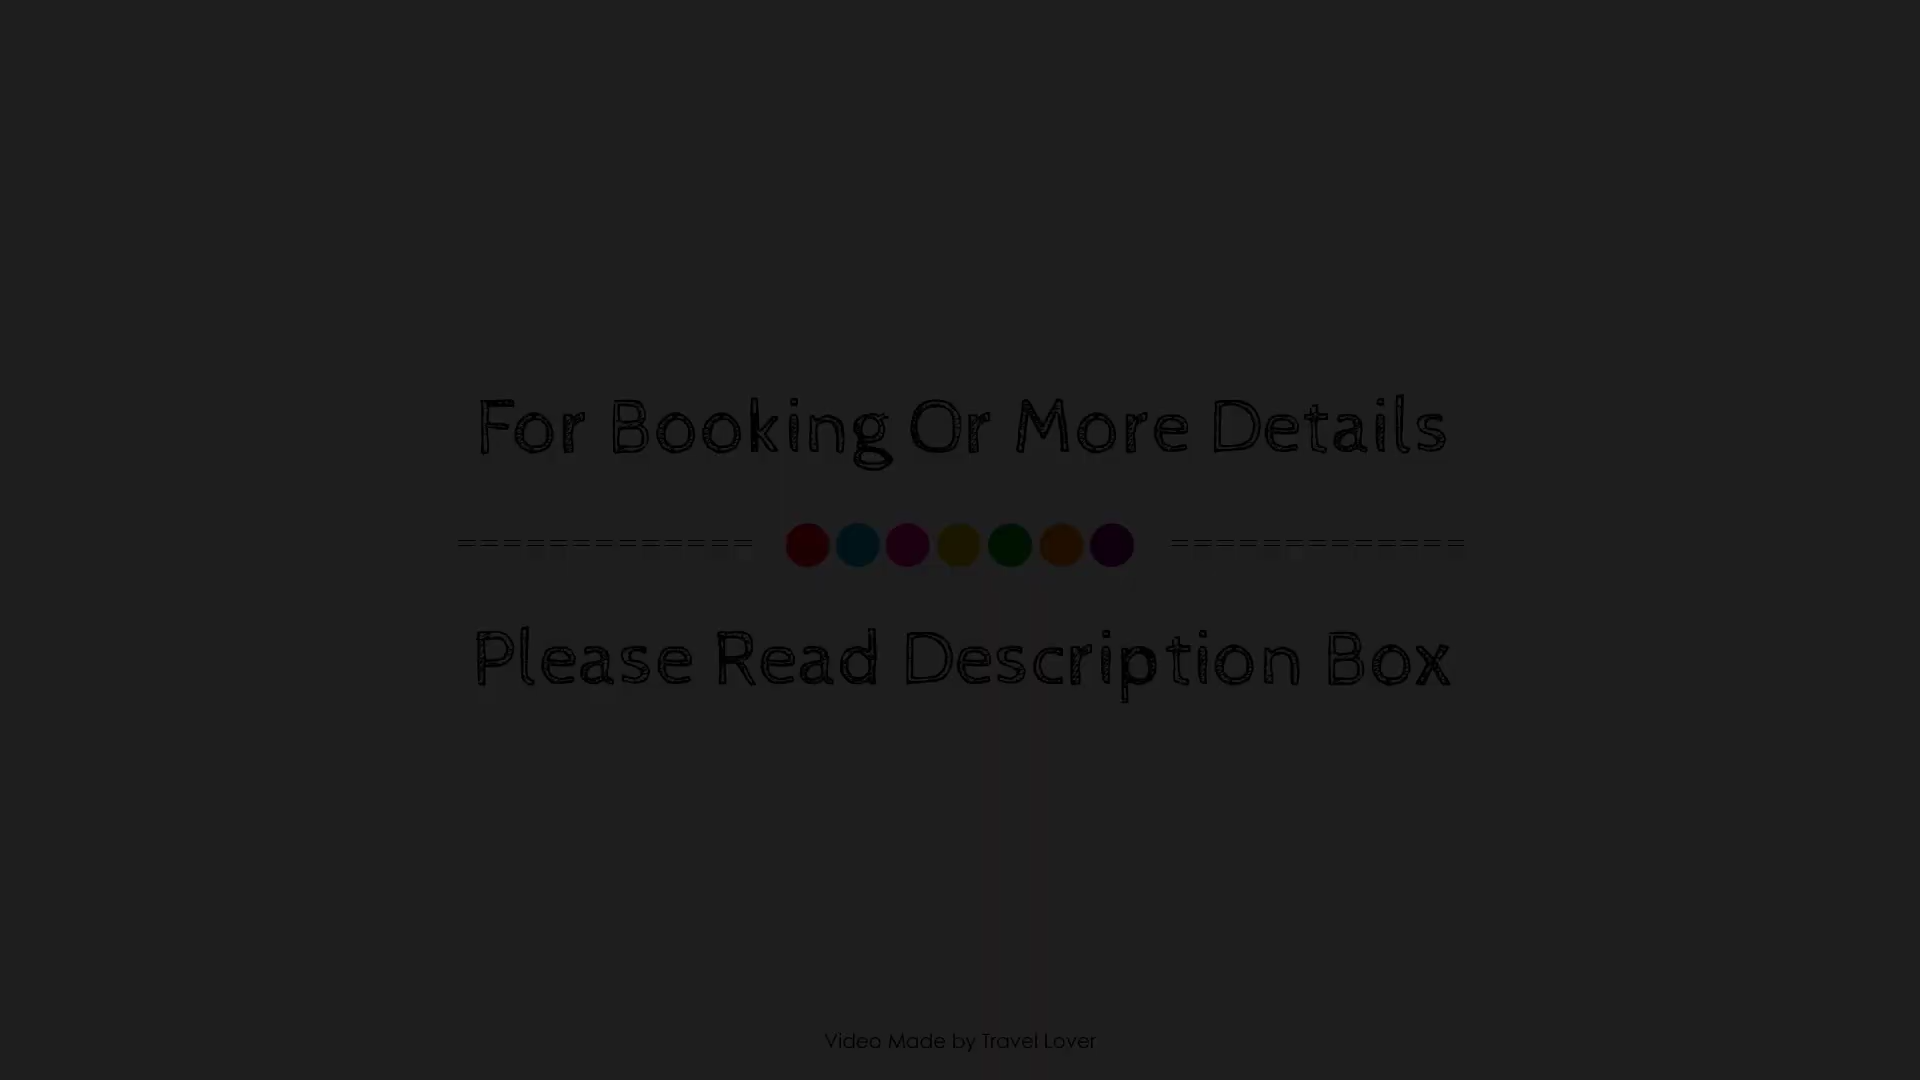 For Booking Or More Details
============= =============
Please Read Description Box
Video Made by Travel Lover